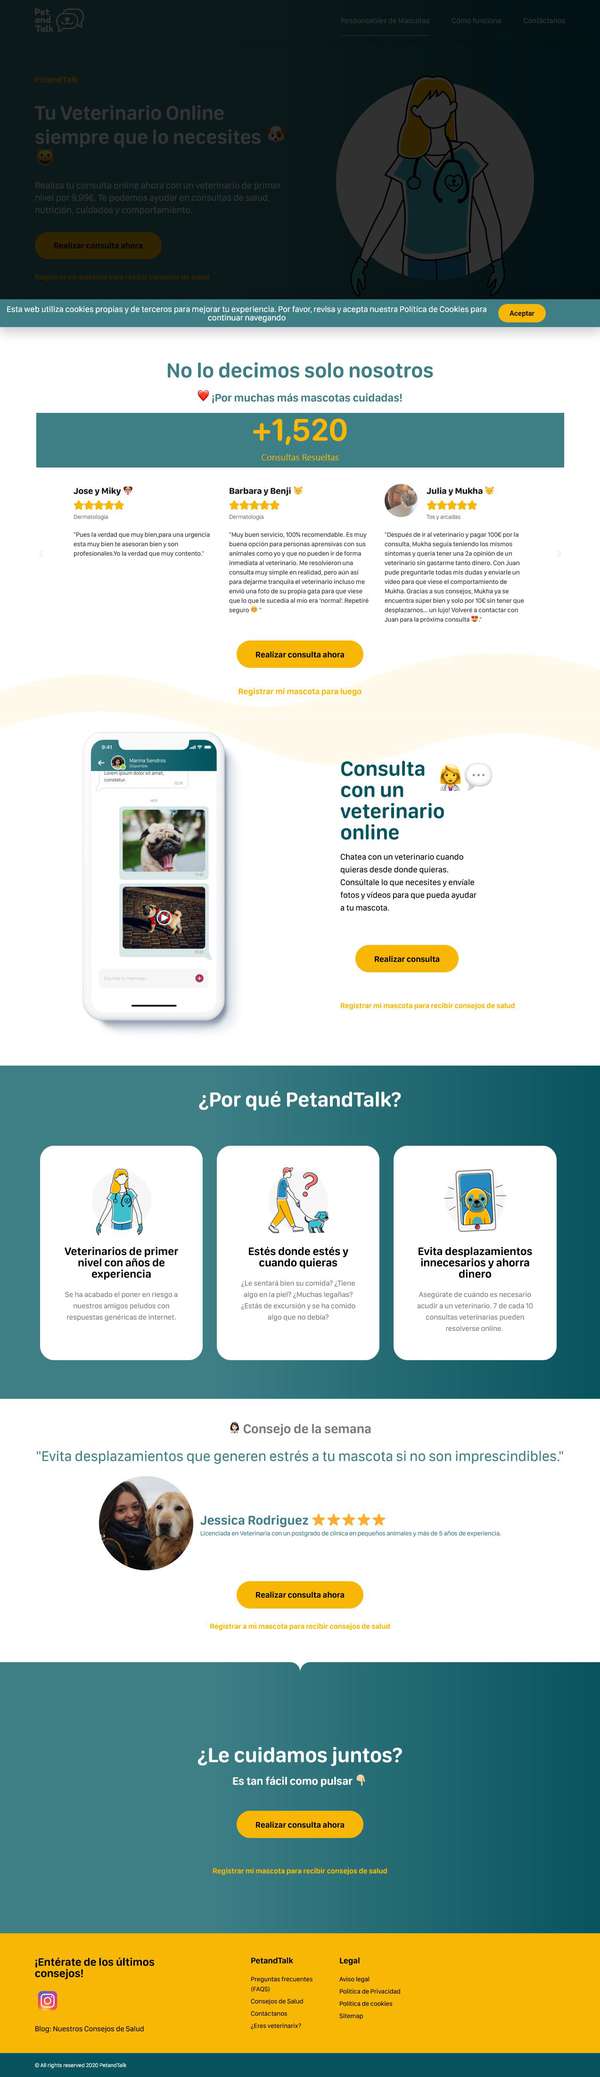 Pet
and
Talk
Responsables de Mascotas
Cómo funciona
Contáctanos
PetandTalk
Tu Veterinario Online
siempre que lo necesites
Realiza tu consulta online ahora con un veterinario de primer
nivel por 9,99€. Te podemos ayudar en consultas de salud,
nutrición, cuidados y comportamiento.
Realizar consulta ahora
Registrar mi mascota para recibir consejos de salud
Esta web utiliza cookies propias y de terceros para mejorar tu experiencia. Por favor, revisa y acepta nuestra Política de Cookies para
continuar navegando
Aceptar
No lo decimos solo nosotros
❤️ ¡Por muchas más mascotas cuidadas!
+1,520
Consultas Resueltas
Jose y Miky
Dermatología
"Pues la verdad que muy bien,para una urgencia
esta muy bien te asesoran bien y son
profesionales.Yo la verdad que muy contento."
Barbara y Benji
Dermatología
"Muy buen servicio, 100% recomendable. Es muy
buena opción para personas aprensivas con sus
animales como yo y que no pueden ir de forma
inmediata al veterinario. Me resolvieron una
consulta muy simple en realidad, pero aún así
para dejarme tranquila el veterinario incluso me
envió una foto de su propia gata para que viese
que lo que le sucedía al mío era 'normal'. Repetiré
seguro 😊 "
Julia y Mukha
Tos y arcadas
"Después de ir al veterinario y pagar 100€ por la
consulta, Mukha seguía teniendo los mismos
síntomas y quería tener una 2a opinión de un
veterinario sin gastarme tanto dinero. Con Juan
pude preguntarle todas mis dudas y enviarle un
vídeo para que viese el comportamiento de
Mukha. Gracias a sus consejos, Mukha ya se
encuentra súper bien y solo por 10€ sin tener que
desplazarnos... un lujo! Volveré a contactar con
Juan para la próxima consulta 😍."
Realizar consulta ahora
Registrar mi mascota para luego
9:41
Marina Sendros
Disponible
Lorem ipsum dolor sit amet,
consetetur
Escribe tu mensaje
Consulta
con un
veterinario
online
Chatea con un veterinario cuando
quieras desde donde quieras.
Consúltale lo que necesites y envíale
fotos y vídeos para que pueda ayudar
a tu mascota.
Realizar consulta
Registrar mi mascota para recibir consejos de salud
¿Por qué PetandTalk?
Veterinarios de primer
nivel con años de
experiencia
Se ha acabado el poner en riesgo a
nuestros amigos peludos con
respuestas genéricas de internet.
Estés donde estés y
cuando quieras
¿Le sentará bien su comida? ¿Tiene
algo en la piel? ¿Muchas legañas?
¿Estás de excursión y se ha comido
algo que no debía?
Evita desplazamientos
innecesarios y ahorra
dinero
Asegúrate de cuándo es necesario
acudir a un veterinario. 7 de cada 10
consultas veterinarias pueden
resolverse online.
Consejo de la semana
"Evita desplazamientos que generen estrés a tu mascota si no son imprescindibles."
Jessica Rodriguez
Licenciada en Veterinaria con un postgrado de clínica en pequeños animales y más de 5 años de experiencia.
Realizar consulta ahora
Registrar a mi mascota para recibir consejos de salud
¿Le cuidamos juntos?
Es tan fácil como pulsar 👇
Realizar consulta ahora
Registrar mi mascota para recibir consejos de salud
¡Entérate de los últimos
consejos!
Blog: Nuestros Consejos de Salud
PetandTalk
Preguntas frecuentes
(FAQS)
Consejos de Salud
Contáctanos
¿Eres veterinarix?
Legal
Aviso legal
Política de Privacidad
Política de cookies
Sitemap
© All rights reserved 2020 PetandTalk